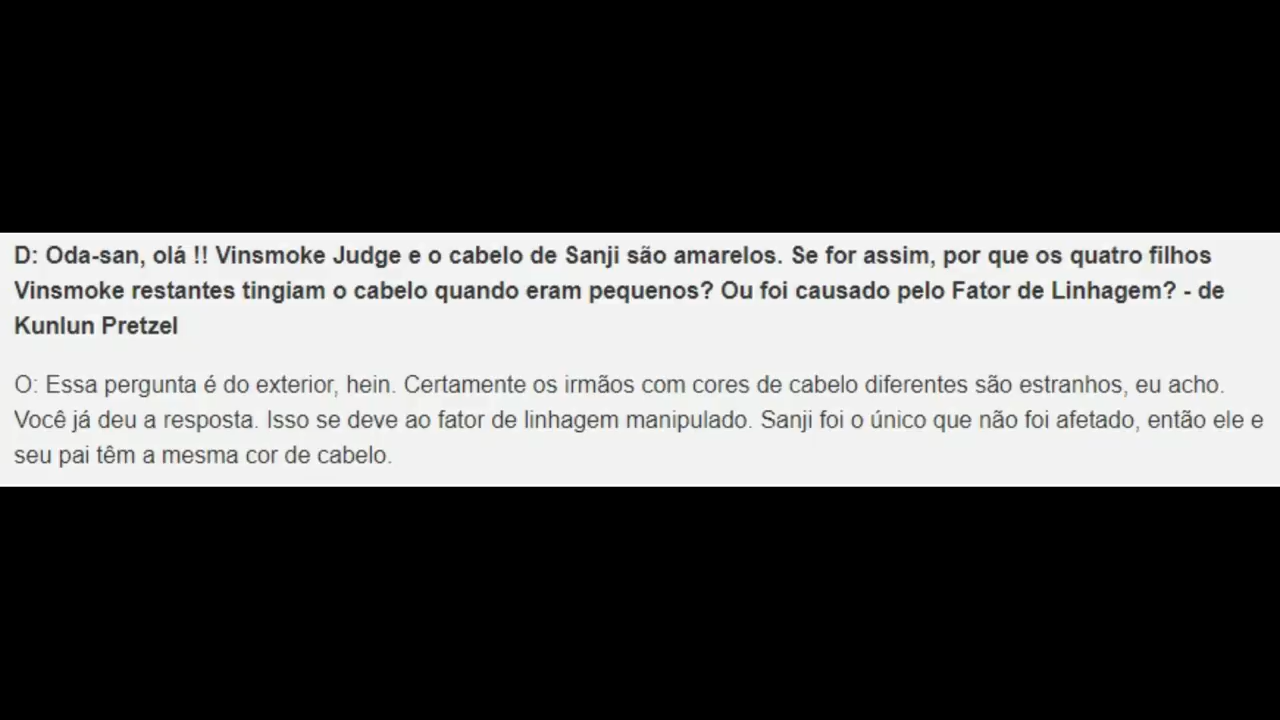 D: Oda-san, olá !! Vinsmoke Judge e o cabelo de Sanji são amarelos. Se for assim, por que os quatro filhos
Vinsmoke restantes tingiam o cabelo quando eram pequenos? Ou foi causado pelo Fator de Linhagem? - de
Kunlun Pretzel
O: Essa pergunta é do exterior, hein. Certamente os irmãos com cores de cabelo diferentes são estranhos, eu acho.
Você já deu a resposta. Isso se deve ao fator de linhagem manipulado. Sanji foi o único que não foi afetado, então ele e
seu pai têm a mesma cor de cabelo.